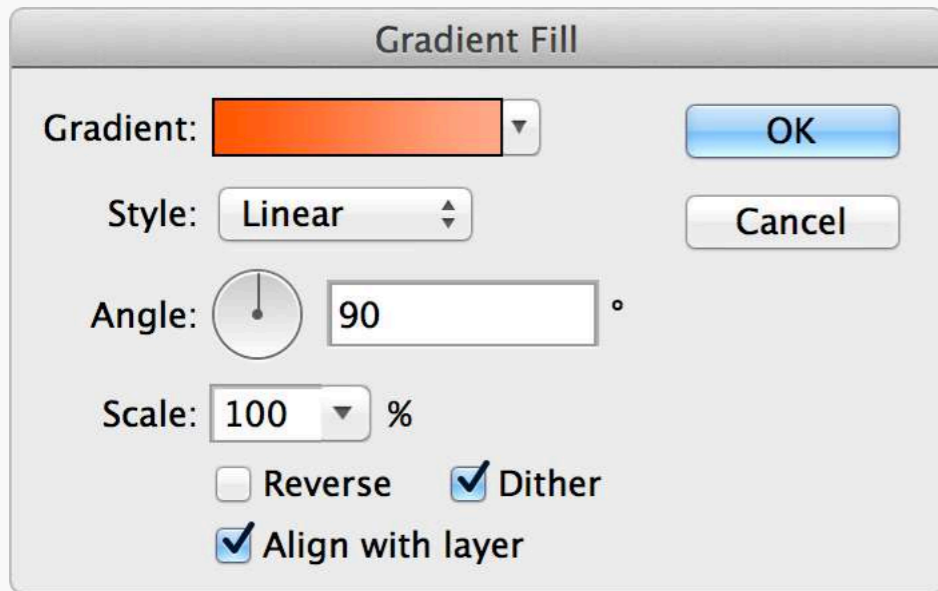 Gradient Fill
Gradient:
OK
Style: Linear
Cancel
Angle: 90 °
Scale: 100 %
Reverse Dither
Align with layer